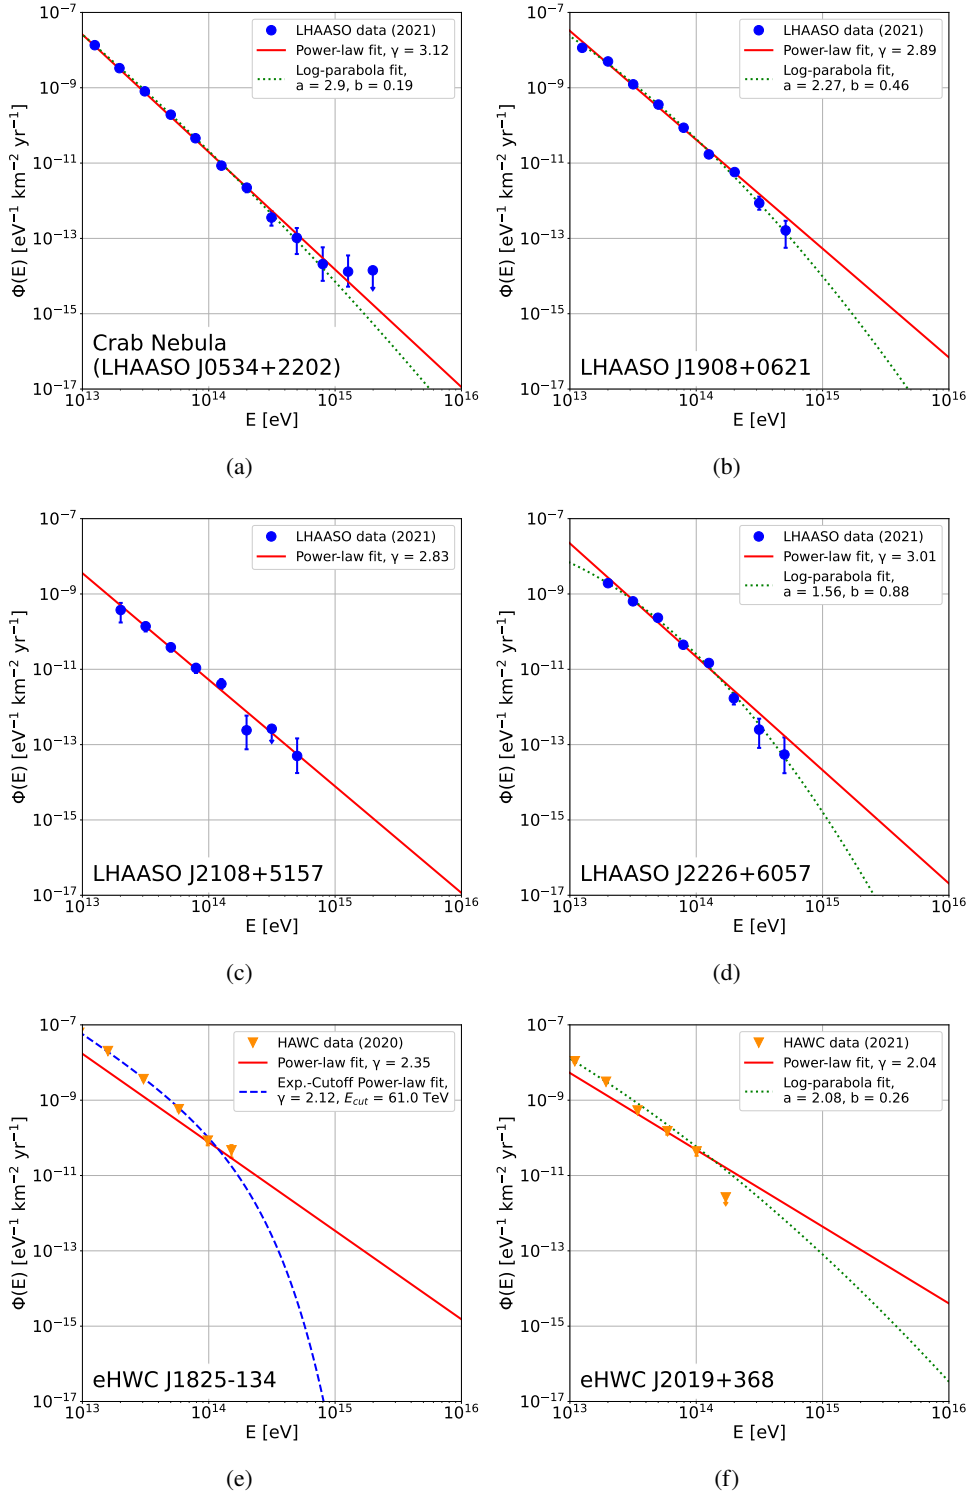 LHAASO data (2021)
Power-law fit, γ = 3.12
Log-parabola fit,
a = 2.9, b = 0.19
Crab Nebula
(LHAASO J0534+2202)
Φ(E) [eV⁻¹ km⁻² yr⁻¹]
10⁻⁷
10⁻⁹
10⁻¹¹
10⁻¹³
10⁻¹⁵
10⁻¹⁷
10¹³ 10¹⁴ 10¹⁵ 10¹⁶
E [eV]
(a)
LHAASO data (2021)
Power-law fit, γ = 2.89
Log-parabola fit,
a = 2.27, b = 0.46
LHAASO J1908+0621
Φ(E) [eV⁻¹ km⁻² yr⁻¹]
10⁻⁷
10⁻⁹
10⁻¹¹
10⁻¹³
10⁻¹⁵
10⁻¹⁷
10¹³ 10¹⁴ 10¹⁵ 10¹⁶
E [eV]
(b)
LHAASO data (2021)
Power-law fit, γ = 2.83
LHAASO J2108+5157
Φ(E) [eV⁻¹ km⁻² yr⁻¹]
10⁻⁷
10⁻⁹
10⁻¹¹
10⁻¹³
10⁻¹⁵
10⁻¹⁷
10¹³ 10¹⁴ 10¹⁵ 10¹⁶
E [eV]
(c)
LHAASO data (2021)
Power-law fit, γ = 3.01
Log-parabola fit,
a = 1.56, b = 0.88
LHAASO J2226+6057
Φ(E) [eV⁻¹ km⁻² yr⁻¹]
10⁻⁷
10⁻⁹
10⁻¹¹
10⁻¹³
10⁻¹⁵
10⁻¹⁷
10¹³ 10¹⁴ 10¹⁵ 10¹⁶
E [eV]
(d)
HAWC data (2020)
Power-law fit, γ = 2.35
Exp.-Cutoff Power-law fit,
γ = 2.12, E_cut = 61.0 TeV
eHWC J1825-134
Φ(E) [eV⁻¹ km⁻² yr⁻¹]
10⁻⁷
10⁻⁹
10⁻¹¹
10⁻¹³
10⁻¹⁵
10⁻¹⁷
10¹³ 10¹⁴ 10¹⁵ 10¹⁶
E [eV]
(e)
HAWC data (2021)
Power-law fit, γ = 2.04
Log-parabola fit,
a = 2.08, b = 0.26
eHWC J2019+368
Φ(E) [eV⁻¹ km⁻² yr⁻¹]
10⁻⁷
10⁻⁹
10⁻¹¹
10⁻¹³
10⁻¹⁵
10⁻¹⁷
10¹³ 10¹⁴ 10¹⁵ 10¹⁶
E [eV]
(f)